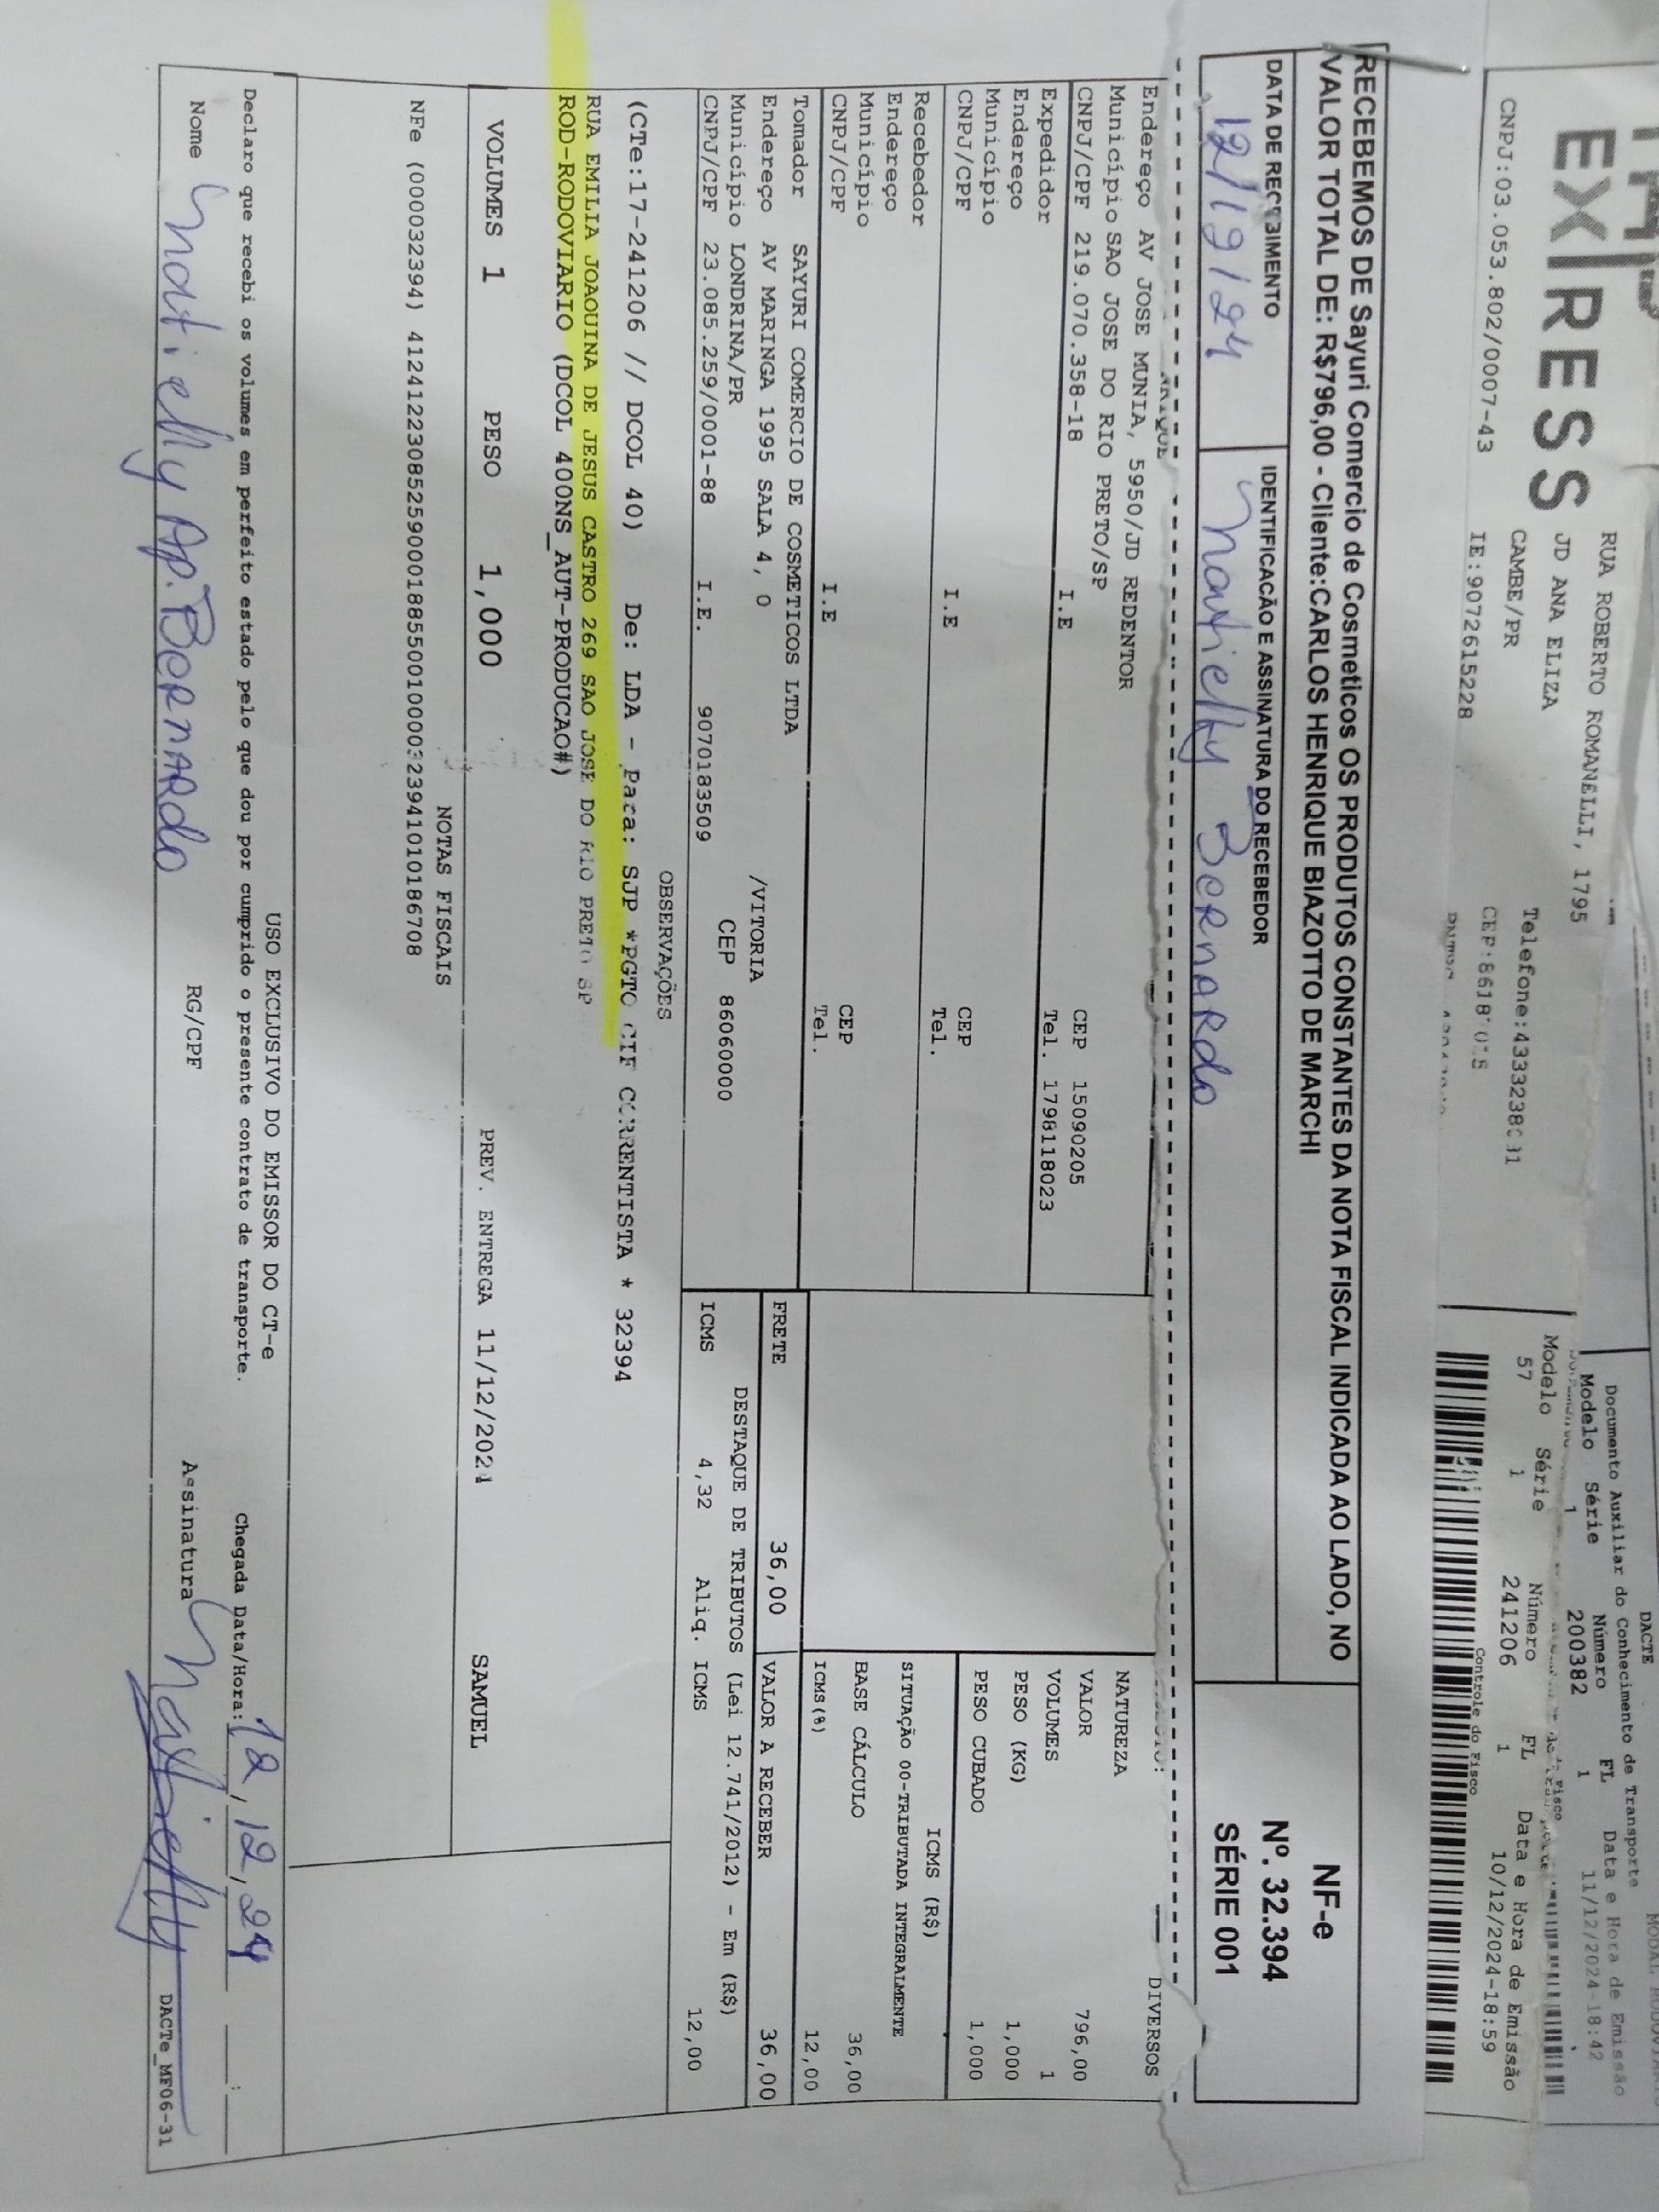 EXPRESS
RUA ROBERTO ROMANELLI, 1795
JD ANA ELIZA
CAMBE/PR
CNPJ:03.053.802/0007-43 IE:9072615228
DACTE
Documento Auxiliar do Conhecimento de Transporte
Modelo Série Número FL Data e Hora de Emissão
1 200382 1 11/12/2024-18:42
Modelo Série Número FL Data e Hora de Emissão
57 1 241206 1 10/12/2024-18:59
Controle do Fisco
RECEBEMOS DE Sayuri Comercio de Cosmeticos OS PRODUTOS CONSTANTES DA NOTA FISCAL INDICADA AO LADO, NO
VALOR TOTAL DE: R$796,00 - Cliente:CARLOS HENRIQUE BIAZOTTO DE MARCHI
DATA DE RECEBIMENTO IDENTIFICAÇÃO E ASSINATURA DO RECEBEDOR
12/12/24 Natielly Bernardo
NF-e
Nº. 32.394
SÉRIE 001
Endereço AV JOSE MUNIA, 5950/JD REDENTOR
Município SAO JOSE DO RIO PRETO/SP CEP 15090205
CNPJ/CPF 219.070.358-18 I.E Tel. 17981118023
Expedidor
Endereço
Município CEP
CNPJ/CPF I.E Tel.
Recebedor
Endereço
Município CEP
CNPJ/CPF I.E Tel.
DIVERSOS
NATUREZA
VALOR 796,00
VOLUMES 1
PESO (KG) 1,000
PESO CUBADO 1,000
ICMS (R$)
SITUAÇÃO 00-TRIBUTADA INTEGRALMENTE
BASE CÁLCULO 36,00
ICMS(%) 12,00
Tomador SAYURI COMERCIO DE COSMETICOS LTDA
Endereço AV MARINGA 1995 SALA 4, 0 /VITORIA
Município LONDRINA/PR CEP 86060000
CNPJ/CPF 23.085.259/0001-88 I.E. 9070183509
FRETE 36,00 VALOR A RECEBER 36,00
DESTAQUE DE TRIBUTOS (Lei 12.741/2012) - Em (R$)
ICMS 4,32 Aliq. ICMS 12,00
OBSERVAÇÕES
(CTe:17-241206 // DCOL 40) De: LDA - Para: SJP *PGTO CIF CORRENTISTA * 32394
RUA EMILIA JOAQUINA DE JESUS CASTRO 269 SAO JOSE DO RIO PRETO SP
ROD-RODOVIARIO (DCOL 400NS_AUT-PRODUCAO#)
VOLUMES 1 PESO 1,000 PREV. ENTREGA 11/12/2024 SAMUEL
NOTAS FISCAIS
NFe (000032394) 41241223085259000188550010000323941010186708
USO EXCLUSIVO DO EMISSOR DO CT-e
Declaro que recebi os volumes em perfeito estado pelo que dou por cumprido o presente contrato de transporte. Chegada Data/Hora: 12, 12, 24 :
Nome Natielly Ap. Bernardo RG/CPF Assinatura Natielly DACTe_MF06-31